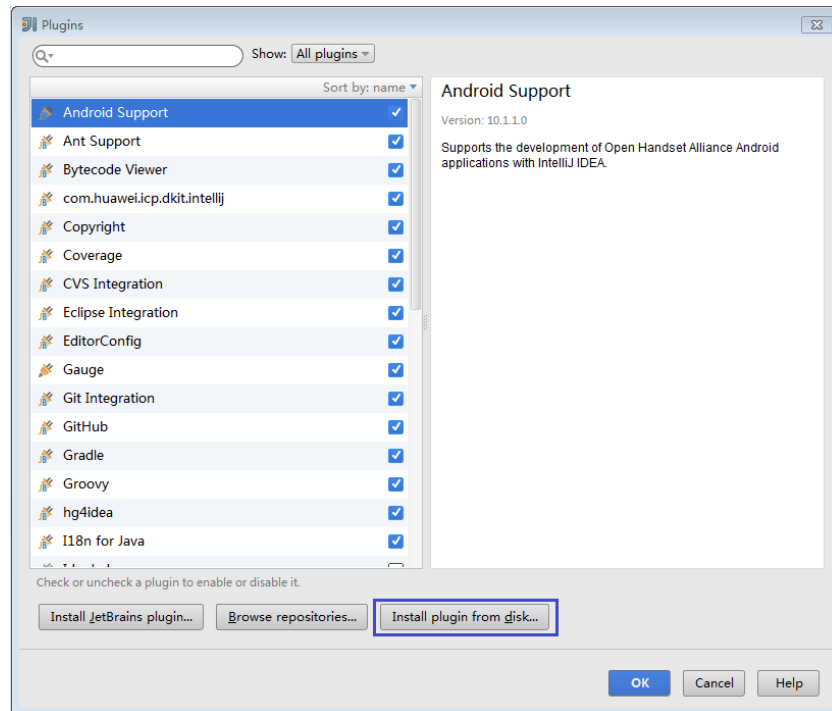 Plugins
Show: All plugins
Sort by: name
Android Support
Ant Support
Bytecode Viewer
com.huawei.icp.dkit.intellij
Copyright
Coverage
CVS Integration
Eclipse Integration
EditorConfig
Gauge
Git Integration
GitHub
Gradle
Groovy
hg4idea
I18n for Java
Android Support
Version: 10.1.1.0
Supports the development of Open Handset Alliance Android
applications with IntelliJ IDEA.
Check or uncheck a plugin to enable or disable it.
Install JetBrains plugin... Browse repositories... Install plugin from disk...
OK Cancel Help